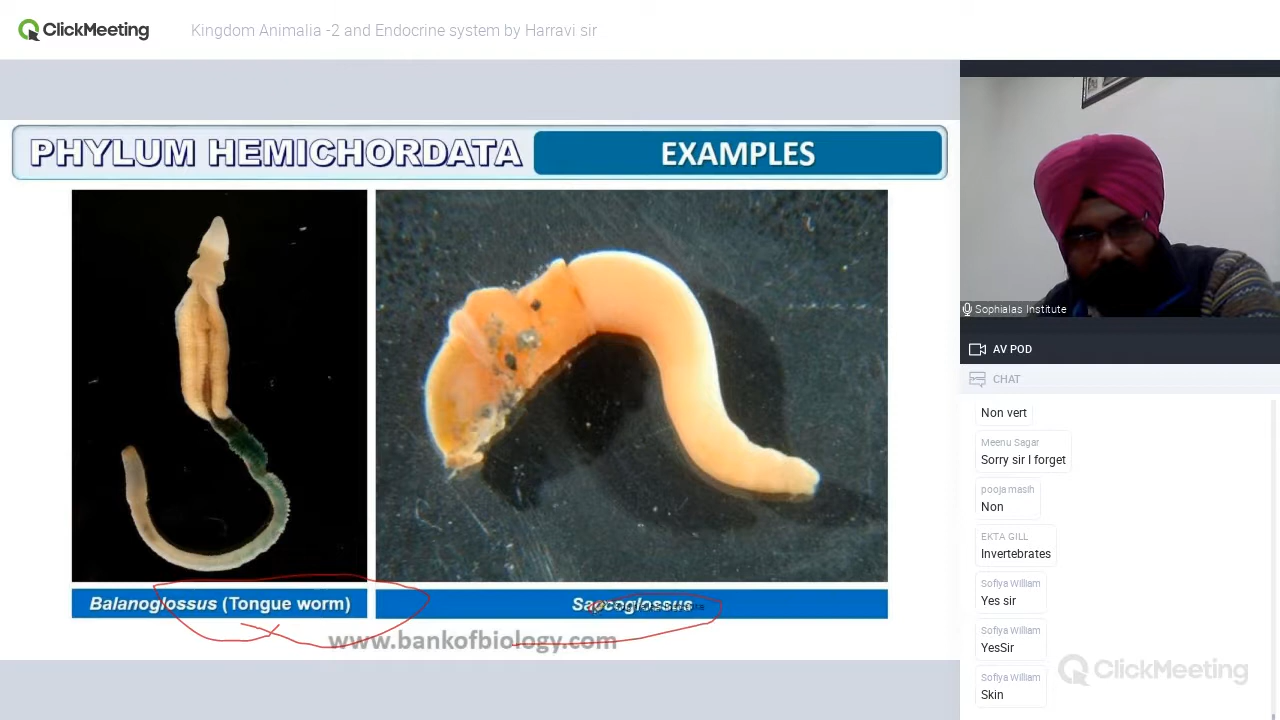 ClickMeeting
Kingdom Animalia -2 and Endocrine system by Harravi sir
PHYLUM HEMICHORDATA
EXAMPLES
Balanoglossus (Tongue worm)
Saccoglossus
www.bankofbiology.com
Sophialas Institute
AV POD
CHAT
Non vert
Meenu Sagar
Sorry sir I forget
pooja masih
Non
EKTA GILL
Invertebrates
Sofiya William
Yes sir
Sofiya William
YesSir
Sofiya William
Skin
ClickMeeting